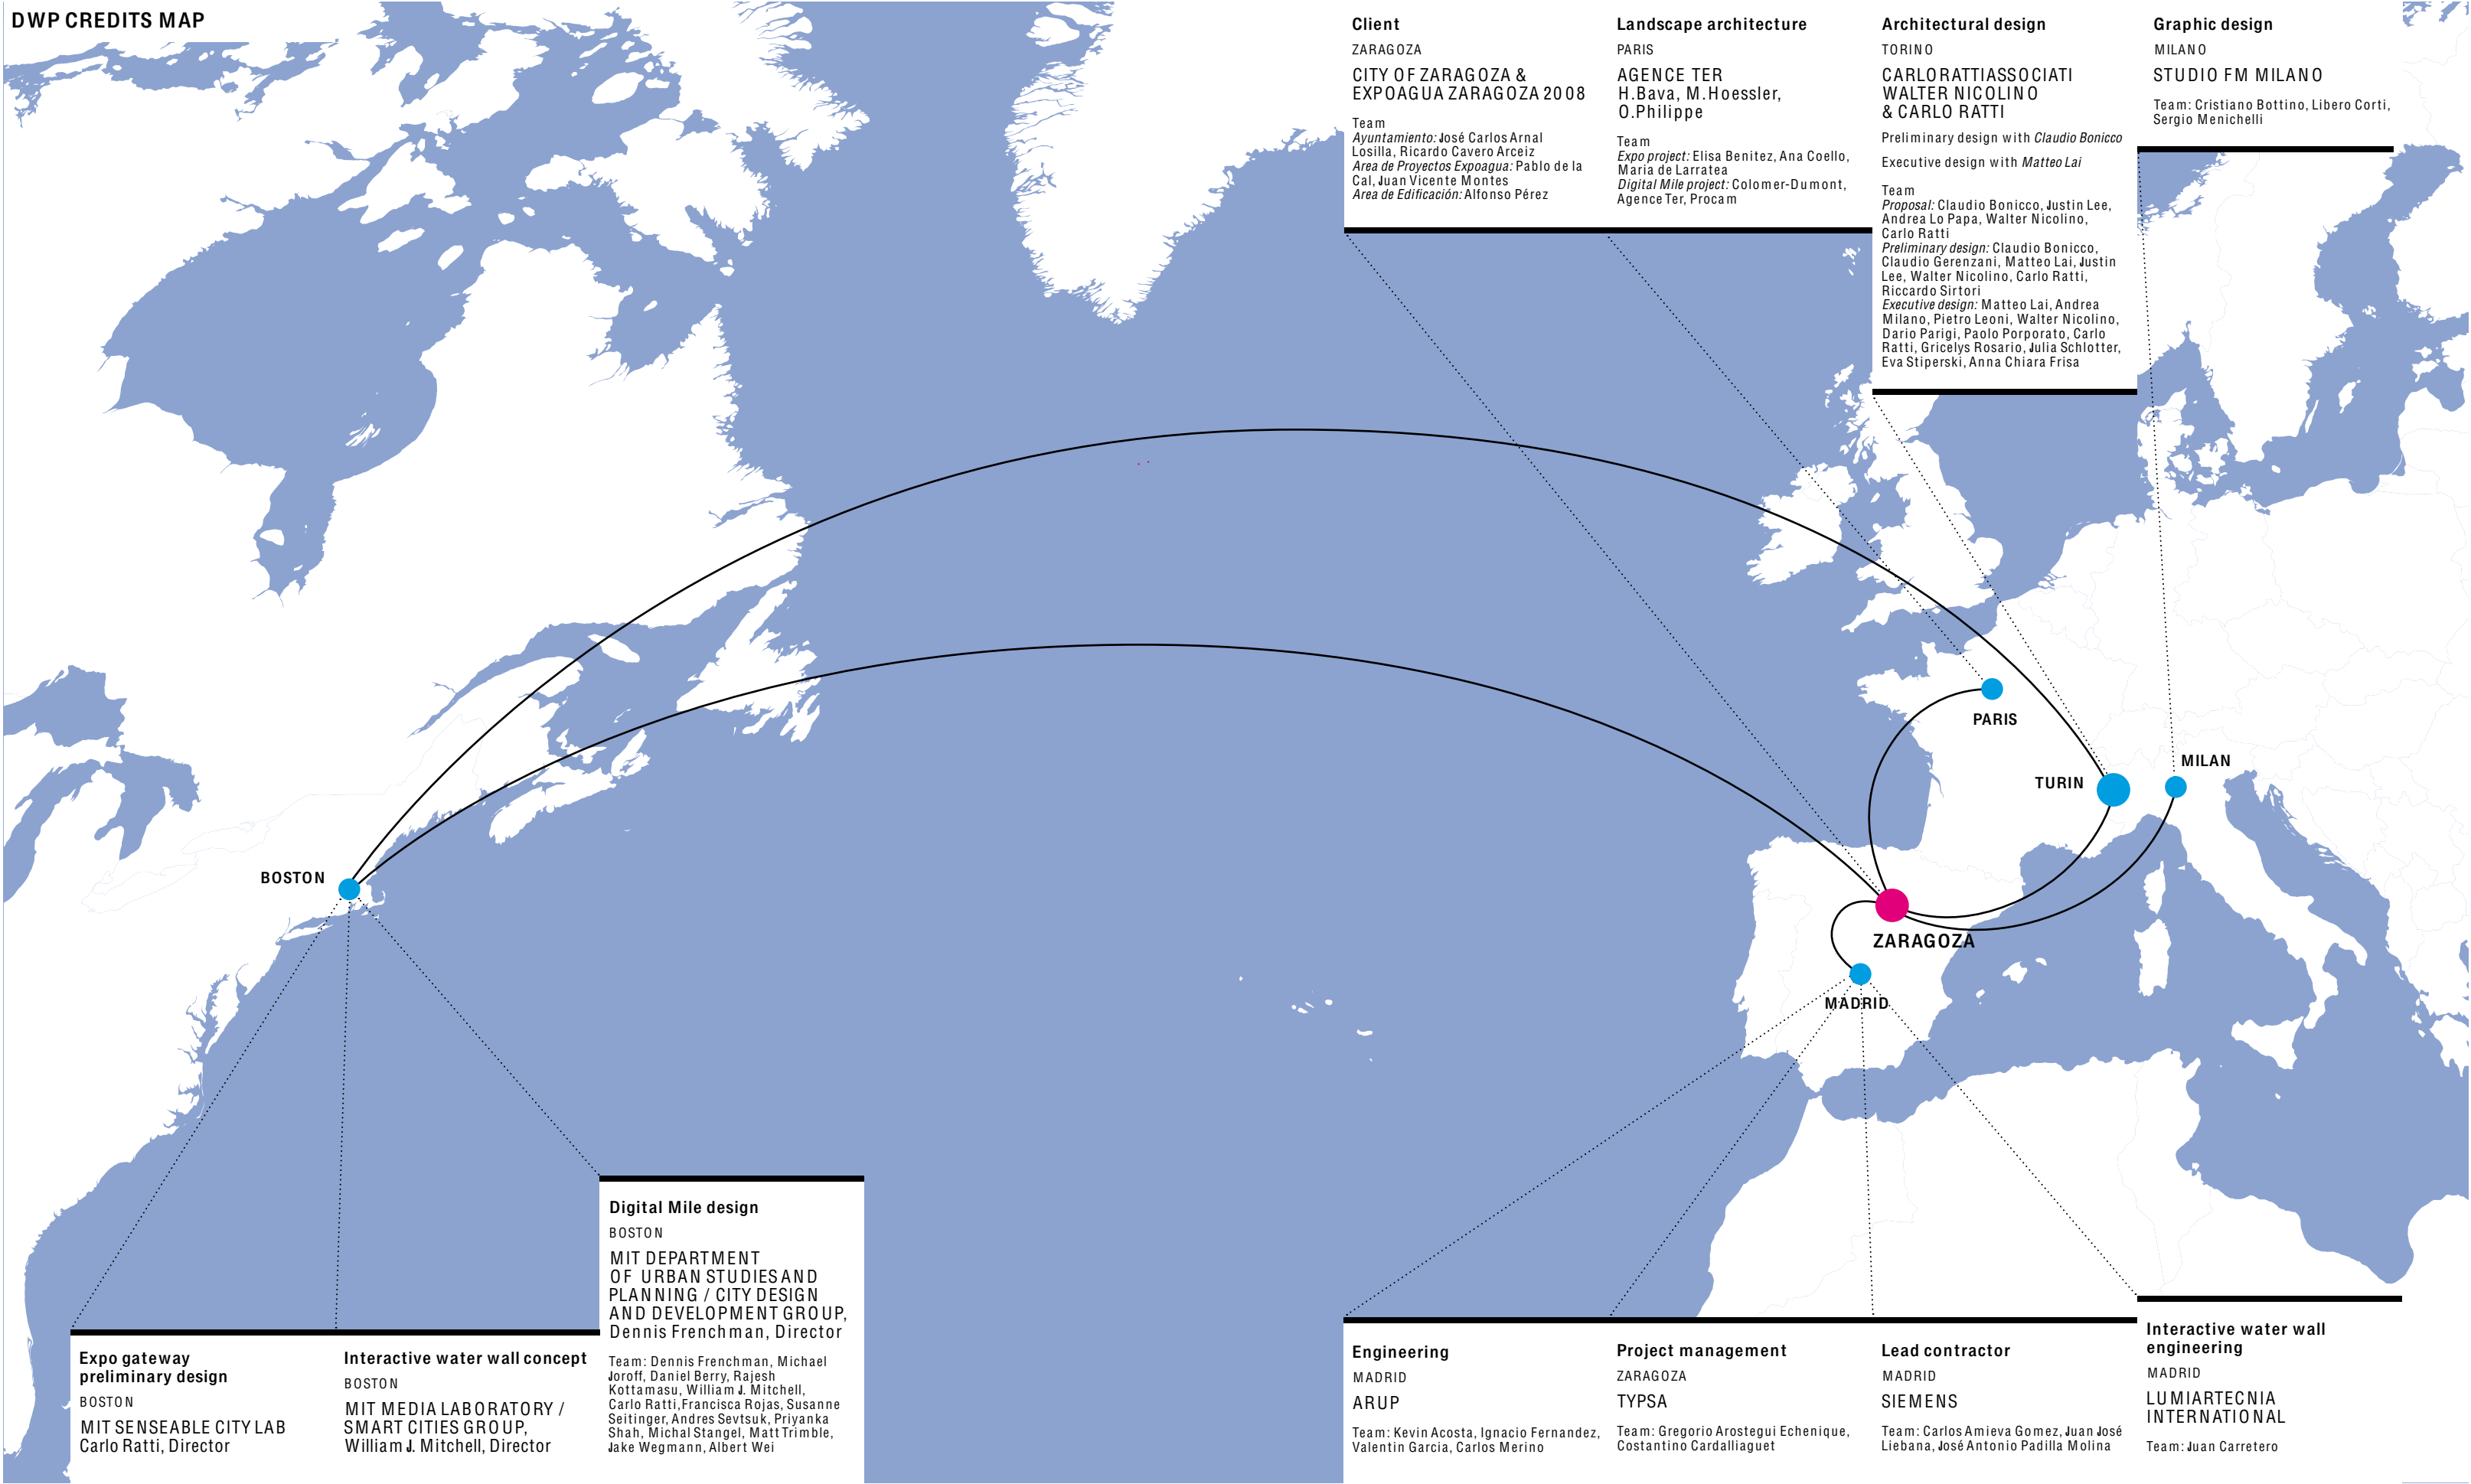 DWP CREDITS MAP
Client
ZARAGOZA
CITY OF ZARAGOZA &
EXPOAGUA ZARAGOZA 2008
Team
Ayuntamiento: José Carlos Arnal
Losilla, Ricardo Cavero Arceiz
Area de Proyectos Expoagua: Pablo de la
Cal, Juan Vicente Montes
Area de Edificación: Alfonso Pérez
Landscape architecture
PARIS
AGENCE TER
H.Bava, M.Hoessler,
O.Philippe
Team
Expo project: Elisa Benitez, Ana Coello,
Maria de Larratea
Digital Mile project: Colomer-Dumont,
Agence Ter, Procam
Architectural design
TORINO
CARLORATTIASSOCIATI
WALTER NICOLINO
& CARLO RATTI
Preliminary design with Claudio Bonicco
Executive design with Matteo Lai
Team
Proposal: Claudio Bonicco, Justin Lee,
Andrea Lo Papa, Walter Nicolino,
Carlo Ratti
Preliminary design: Claudio Bonicco,
Claudio Gerenzani, Matteo Lai, Justin
Lee, Walter Nicolino, Carlo Ratti,
Riccardo Sirtori
Executive design: Matteo Lai, Andrea
Milano, Pietro Leoni, Walter Nicolino,
Dario Parigi, Paolo Porporato, Carlo
Ratti, Gricelys Rosario, Julia Schlotter,
Eva Stiperski, Anna Chiara Frisa
Graphic design
MILANO
STUDIO FM MILANO
Team: Cristiano Bottino, Libero Corti,
Sergio Menichelli
PARIS
MILAN
TURIN
BOSTON
ZARAGOZA
MADRID
Expo gateway
preliminary design
BOSTON
MIT SENSEABLE CITY LAB
Carlo Ratti, Director
Interactive water wall concept
BOSTON
MIT MEDIA LABORATORY /
SMART CITIES GROUP,
William J. Mitchell, Director
Digital Mile design
BOSTON
MIT DEPARTMENT
OF URBAN STUDIES AND
PLANNING / CITY DESIGN
AND DEVELOPMENT GROUP,
Dennis Frenchman, Director
Team: Dennis Frenchman, Michael
Joroff, Daniel Berry, Rajesh
Kottamasu, William J. Mitchell,
Carlo Ratti, Francisca Rojas, Susanne
Seitinger, Andres Sevtsuk, Priyanka
Shah, Michal Stangel, Matt Trimble,
Jake Wegmann, Albert Wei
Engineering
MADRID
ARUP
Team: Kevin Acosta, Ignacio Fernandez,
Valentin Garcia, Carlos Merino
Project management
ZARAGOZA
TYPSA
Team: Gregorio Arostegui Echenique,
Costantino Cardalliaguet
Lead contractor
MADRID
SIEMENS
Team: Carlos Amieva Gomez, Juan José
Liebana, José Antonio Padilla Molina
Interactive water wall
engineering
MADRID
LUMIARTECNIA
INTERNATIONAL
Team: Juan Carretero